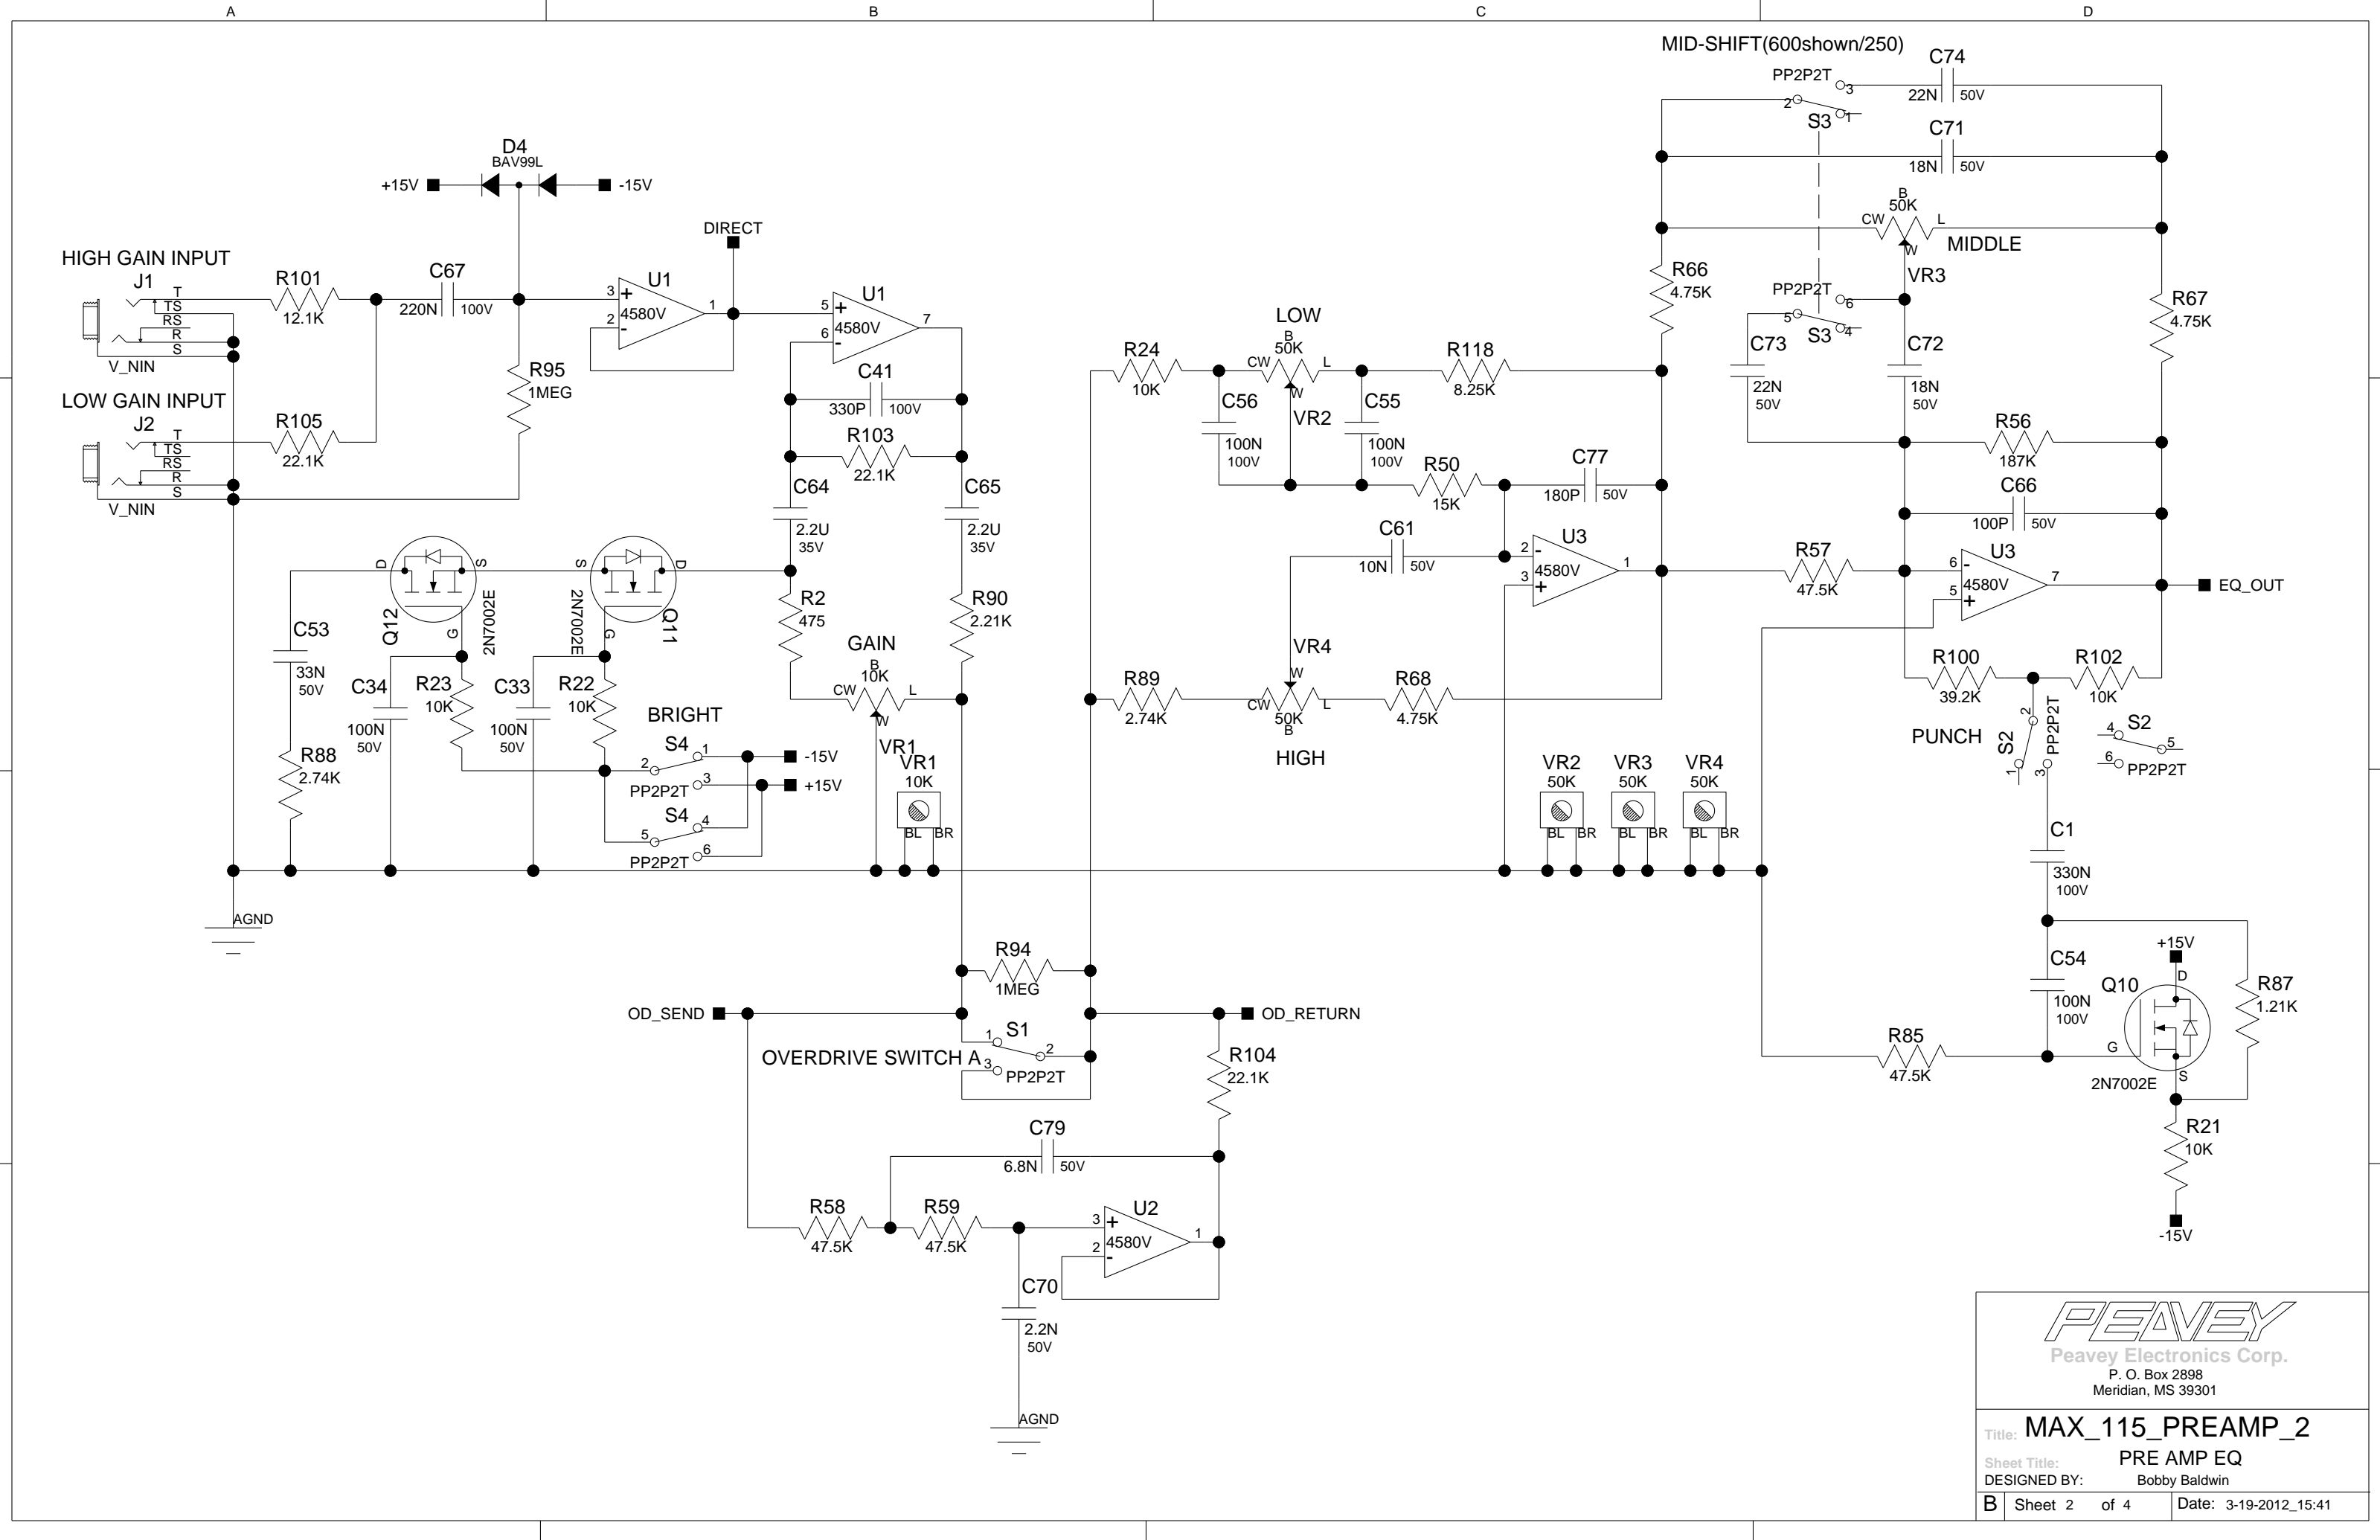 A
B
C
D
MID-SHIFT(600shown/250)
PP2P2T
3
2
1
S3
C74
22N
50V
C71
18N
50V
B
50K
CW
L
W
MIDDLE
VR3
PP2P2T
6
5
4
S3
C73
22N
50V
C72
18N
50V
R66
4.75K
R67
4.75K
R56
187K
C66
100P
50V
D4
BAV99L
+15V
-15V
DIRECT
HIGH GAIN INPUT
J1
T
TS
RS
R
S
V_NIN
R101
12.1K
C67
220N
100V
LOW GAIN INPUT
J2
T
TS
RS
R
S
V_NIN
R105
22.1K
R95
1MEG
3
+
2
-
U1
4580V
1
5
+
6
-
U1
4580V
7
C41
330P
100V
R103
22.1K
C64
2.2U
35V
C65
2.2U
35V
D
S
G
Q12
2N7002E
S
D
G
Q11
2N7002E
C53
33N
50V
R88
2.74K
C34
100N
50V
R23
10K
C33
100N
50V
R22
10K
R2
475
R90
2.21K
GAIN
B
10K
CW
L
W
VR1
BRIGHT
S4
1
2
3
PP2P2T
-15V
+15V
S4
4
5
6
PP2P2T
VR1
10K
BL
BR
AGND
LOW
B
50K
CW
L
W
VR2
R24
10K
C56
100N
100V
C55
100N
100V
R118
8.25K
R50
15K
C77
180P
50V
C61
10N
50V
2
-
3
+
U3
4580V
1
R57
47.5K
6
-
5
+
U3
4580V
7
EQ_OUT
VR4
W
CW
50K
L
B
HIGH
R89
2.74K
R68
4.75K
VR2
50K
BL
BR
VR3
50K
BL
BR
VR4
50K
BL
BR
R100
39.2K
R102
10K
PUNCH
S2
2
1
3
PP2P2T
4
S2
5
6
PP2P2T
C1
330N
100V
C54
100N
100V
+15V
D
Q10
G
S
2N7002E
R87
1.21K
R85
47.5K
R21
10K
-15V
R94
1MEG
OD_SEND
OD_RETURN
1
S1
2
3
PP2P2T
OVERDRIVE SWITCH A
R104
22.1K
C79
6.8N
50V
R58
47.5K
R59
47.5K
3
+
2
-
U2
4580V
1
C70
2.2N
50V
AGND
PEAVEY
Peavey Electronics Corp.
P. O. Box 2898
Meridian, MS 39301
Title: MAX_115_PREAMP_2
Sheet Title: PRE AMP EQ
DESIGNED BY: Bobby Baldwin
B Sheet 2 of 4 Date: 3-19-2012_15:41